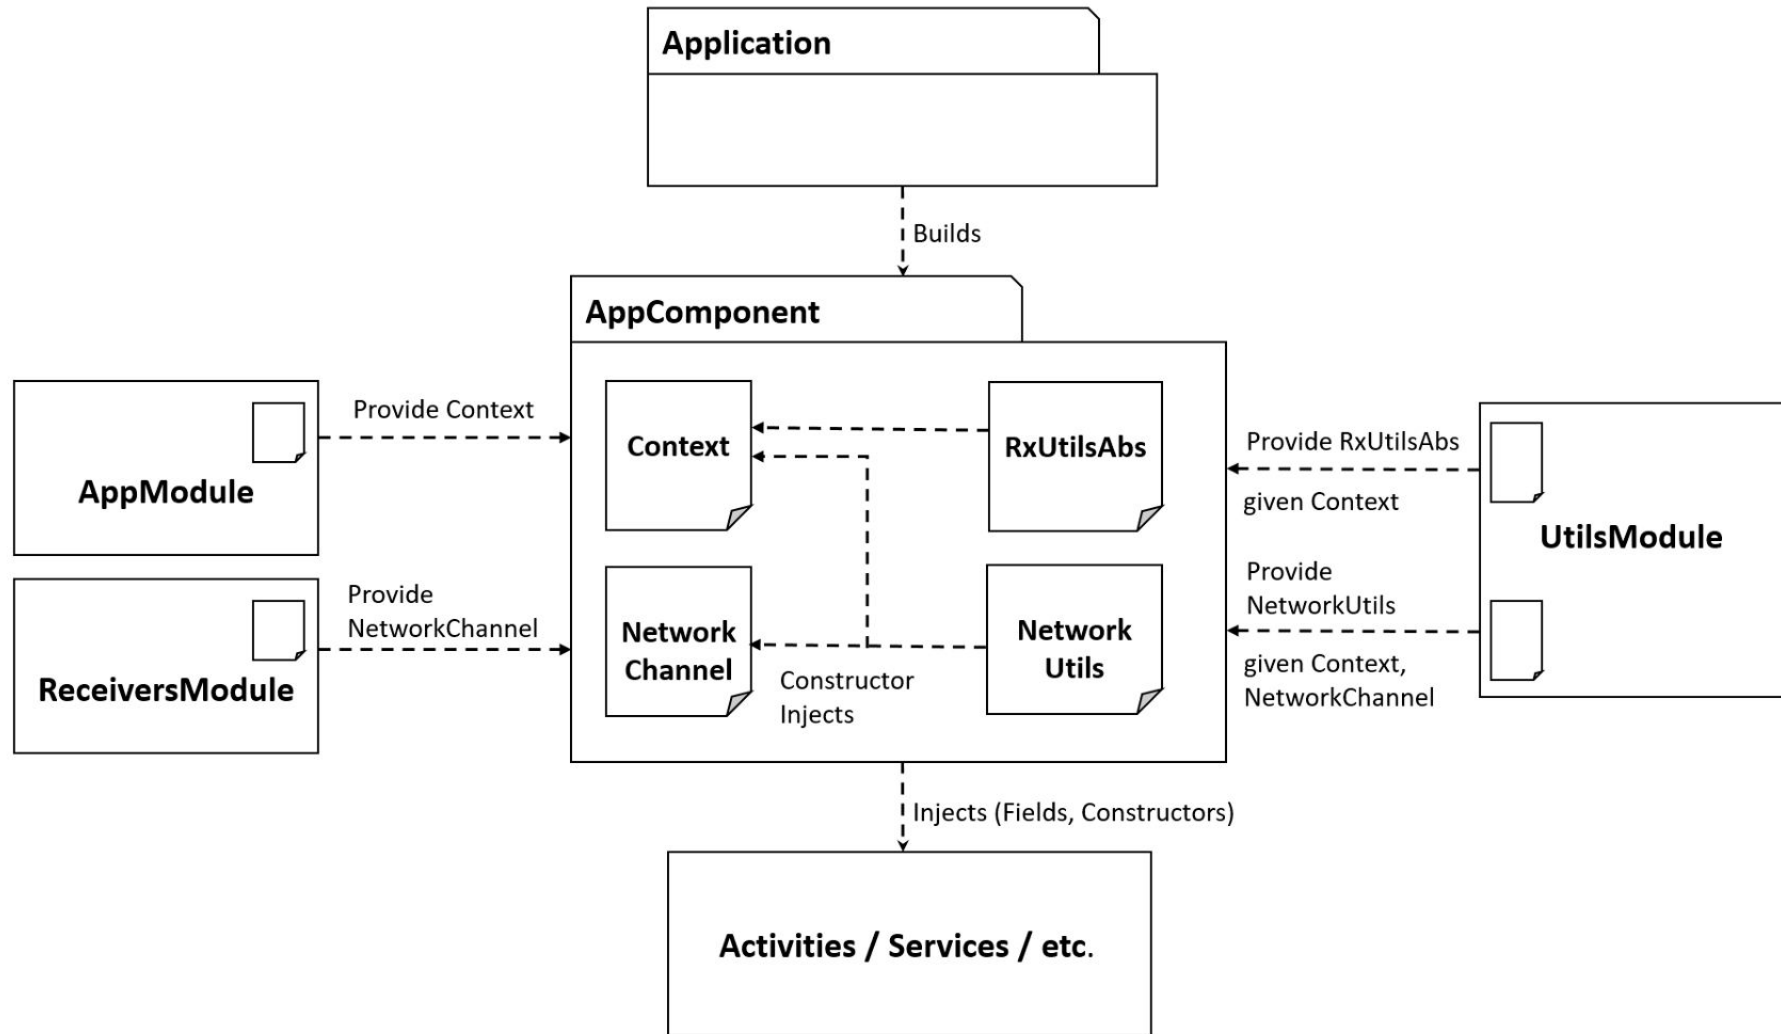 Application
Builds
AppComponent
Provide Context
AppModule
Provide
NetworkChannel
ReceiversModule
Context
RxUtilsAbs
Network
Channel
Network
Utils
Constructor
Injects
Provide RxUtilsAbs
given Context
Provide
NetworkUtils
given Context,
NetworkChannel
UtilsModule
Injects (Fields, Constructors)
Activities / Services / etc.